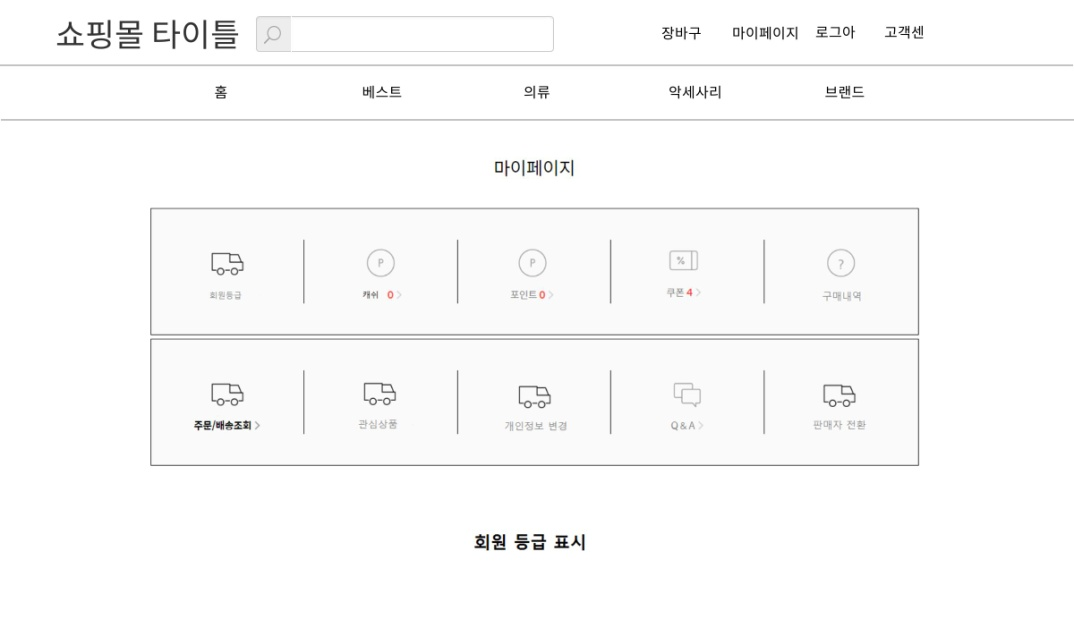 쇼핑몰 타이틀
장바구 마이페이지 로그아 고객센
홈 베스트 의류 악세사리 브랜드
마이페이지
P P % ?
회원등급 캐쉬 0 > 포인트 0 > 쿠폰 4 > 구매내역
주문/배송조회 > 관심상품 개인정보 변경 Q & A > 판매자 전환
회원 등급 표시